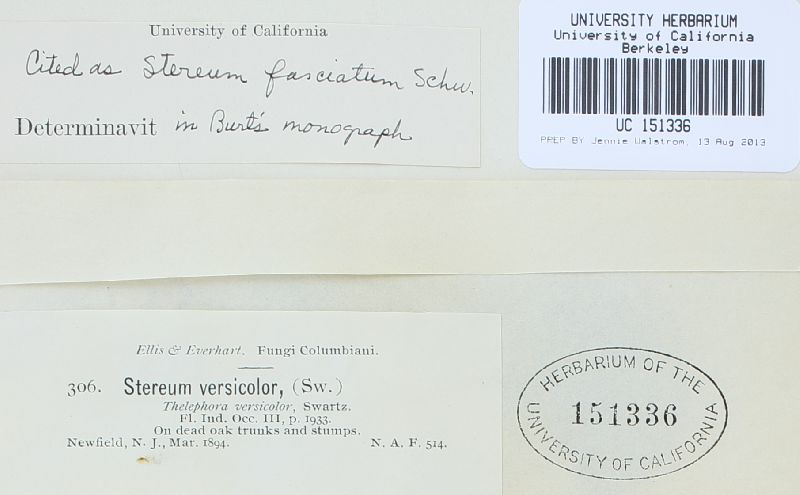 University of California
Cited as Stereum fasciatum Schw.
Determinavit in Burt's monograph
UNIVERSITY HERBARIUM
University of California
Berkeley
UC 151336
PREP BY Jennie Walstrom, 13 Aug 2013
Ellis & Everhart. Fungi Columbiani.
306. Stereum versicolor, (Sw.)
Thelephora versicolor, Swartz.
Fl. Ind. Occ. III, p. 1933.
On dead oak trunks and stumps.
Newfield, N. J., Mar. 1894. N. A. F. 514.
HERBARIUM OF THE
151336
UNIVERSITY OF CALIFORNIA